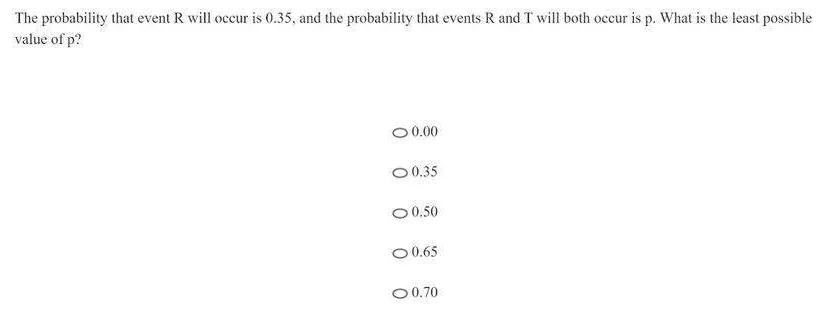 The probability that event R will occur is 0.35, and the probability that events R and T will both occur is p. What is the least possible
value of p?
0.00
0.35
0.50
0.65
0.70